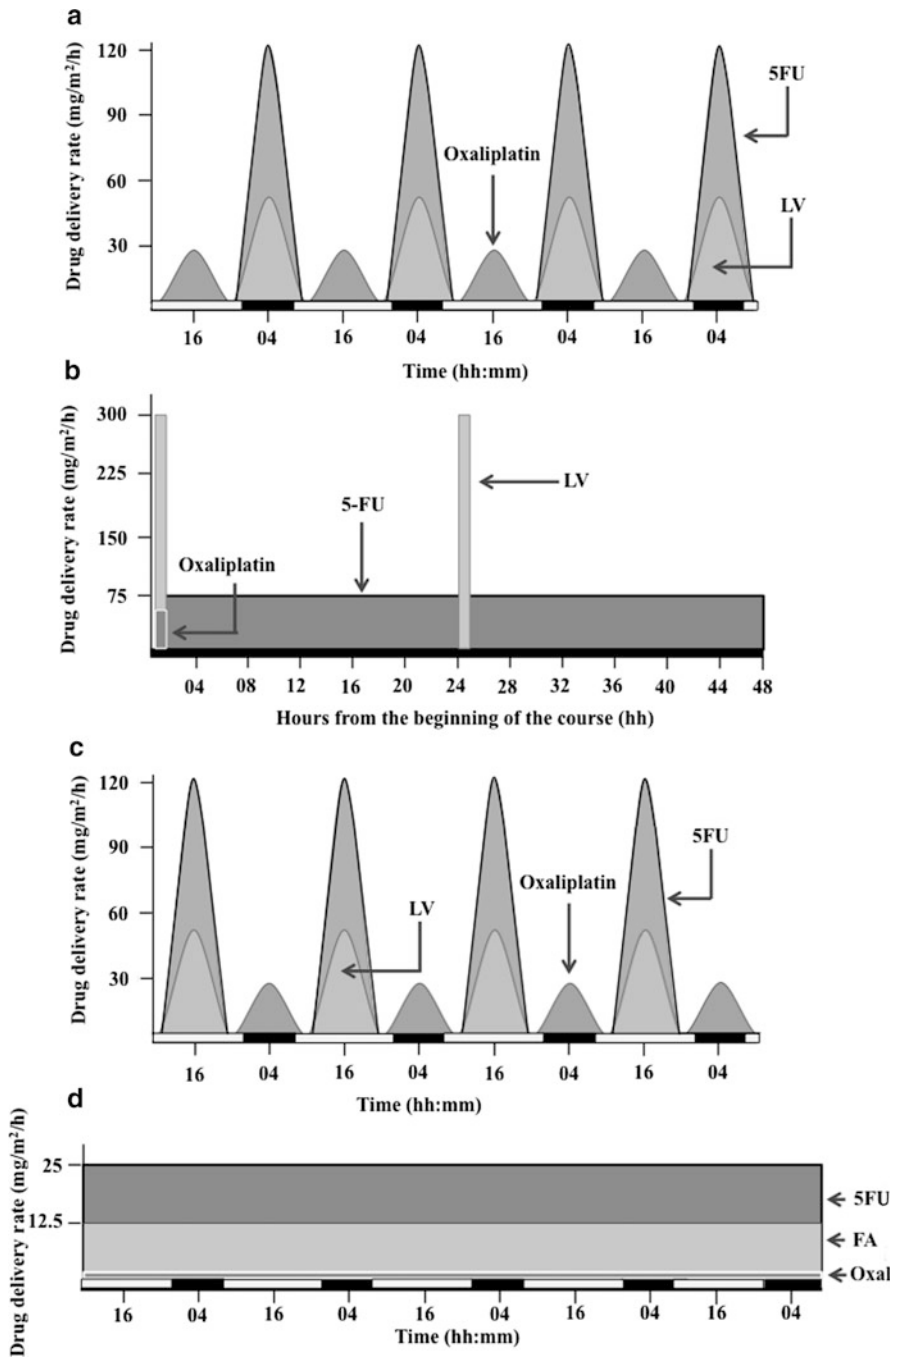 a
Drug delivery rate (mg/m²/h)
120
90
60
30
5FU
Oxaliplatin
LV
16 04 16 04 16 04 16 04
Time (hh:mm)
b
Drug delivery rate (mg/m²/h)
300
225
150
75
LV
5-FU
Oxaliplatin
04 08 12 16 20 24 28 32 36 40 44 48
Hours from the beginning of the course (hh)
c
Drug delivery rate (mg/m²/h)
120
90
60
30
5FU
Oxaliplatin
LV
16 04 16 04 16 04 16 04
Time (hh:mm)
d
Drug delivery rate (mg/m²/h)
25
12.5
5FU
FA
Oxal
16 04 16 04 16 04 16 04 16 04
Time (hh:mm)